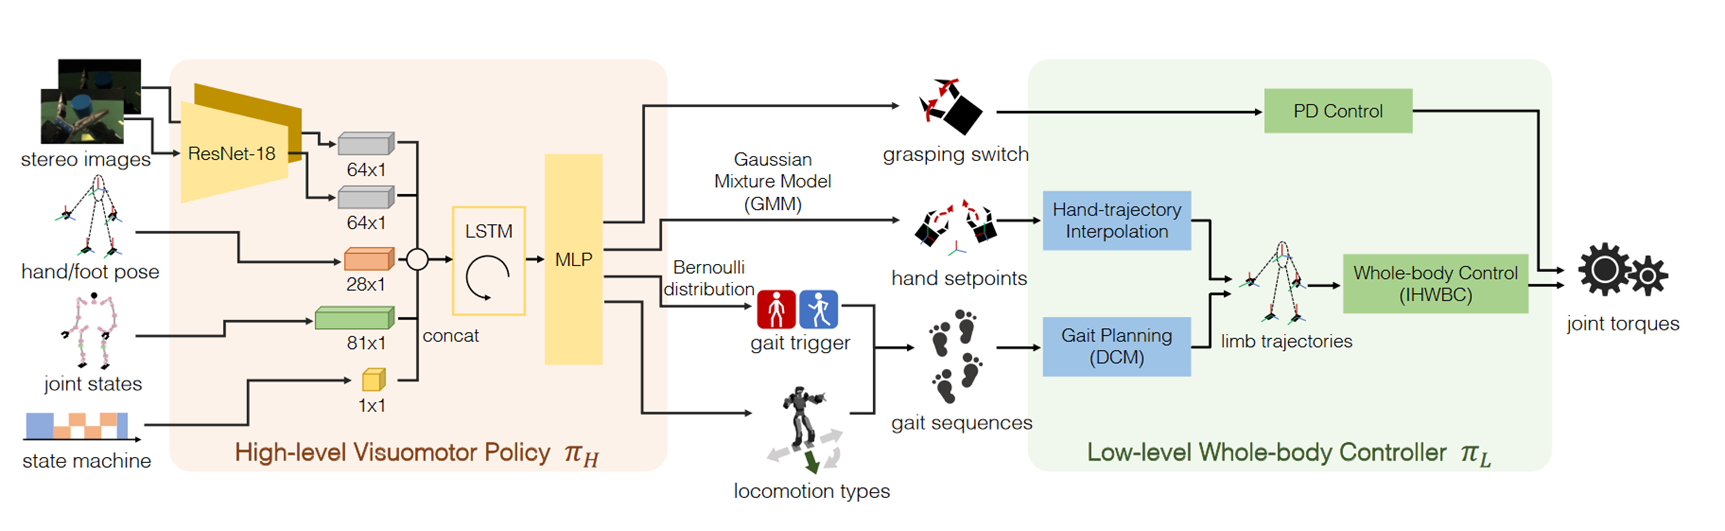 stereo images
hand/foot pose
joint states
state machine
ResNet-18
64x1
64x1
28x1
81x1
1x1
concat
LSTM
MLP
High-level Visuomotor Policy π_H
Gaussian
Mixture Model
(GMM)
Bernoulli
distribution
gait trigger
locomotion types
grasping switch
hand setpoints
gait sequences
PD Control
Hand-trajectory
Interpolation
Gait Planning
(DCM)
limb trajectories
Whole-body Control
(IHWBC)
Low-level Whole-body Controller π_L
joint torques